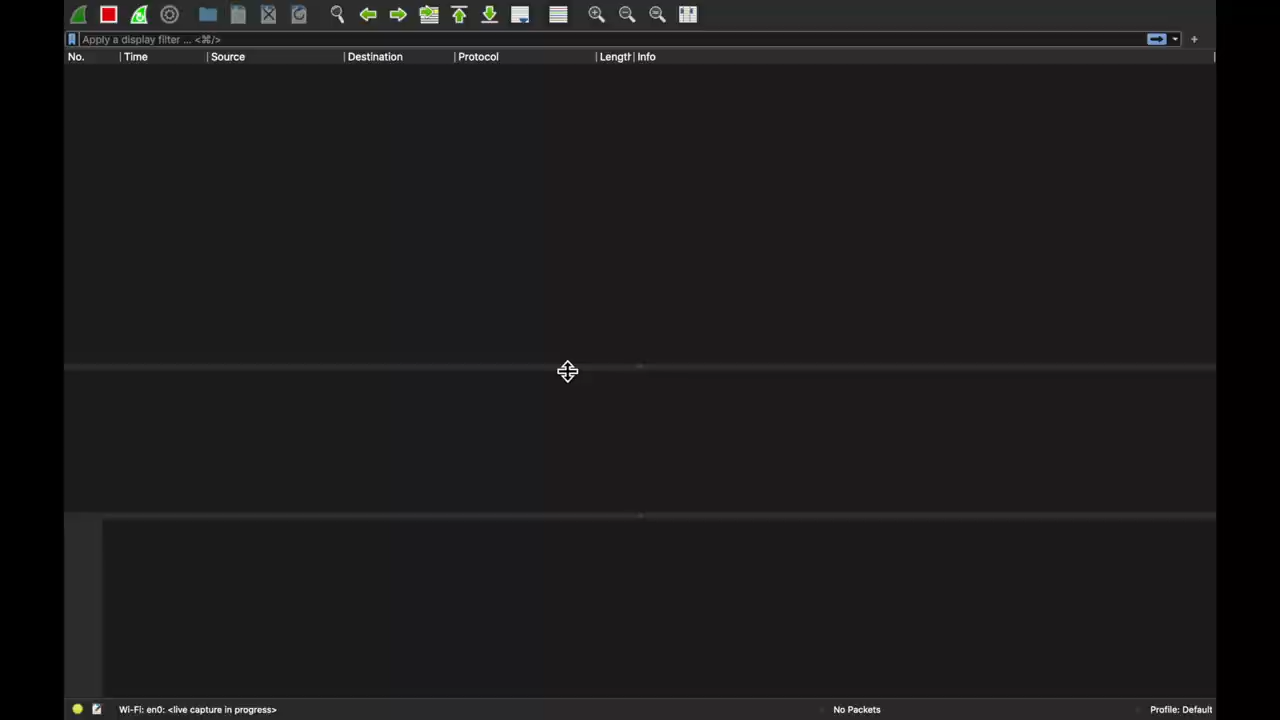 Apply a display filter ... <⌘/>
No. Time Source Destination Protocol Length Info
Wi-Fi: en0: <live capture in progress> No Packets Profile: Default